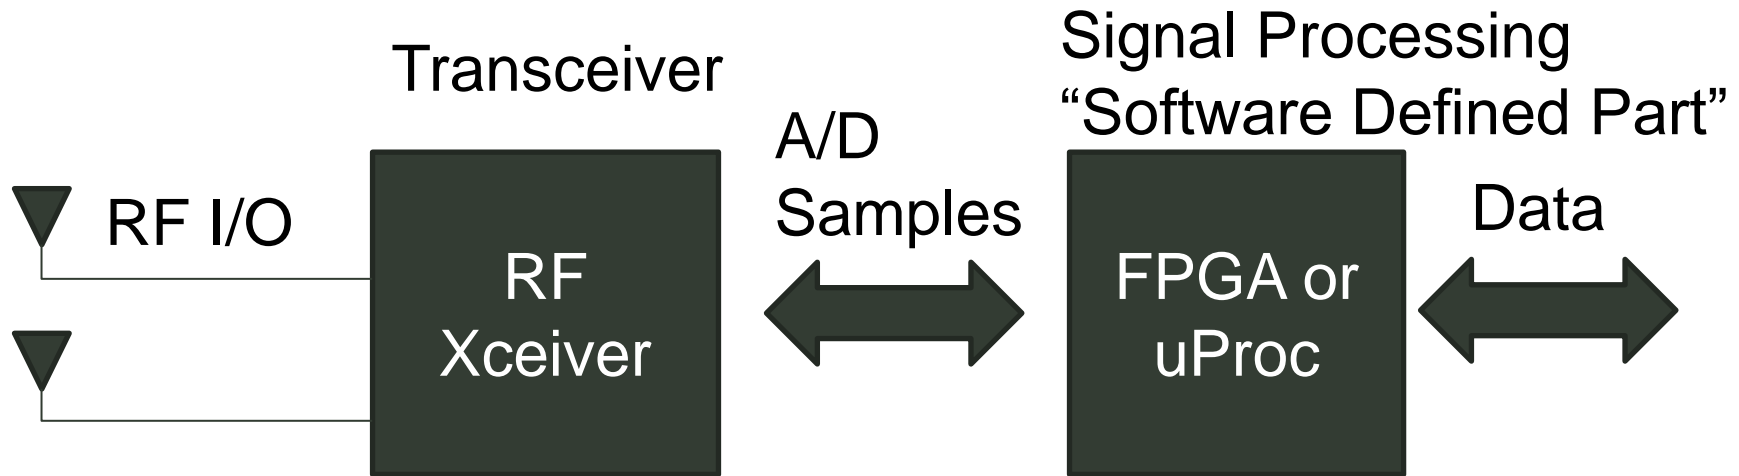 Transceiver
Signal Processing
“Software Defined Part”
A/D
Samples
RF I/O
Data
RF
Xceiver
FPGA or
uProc